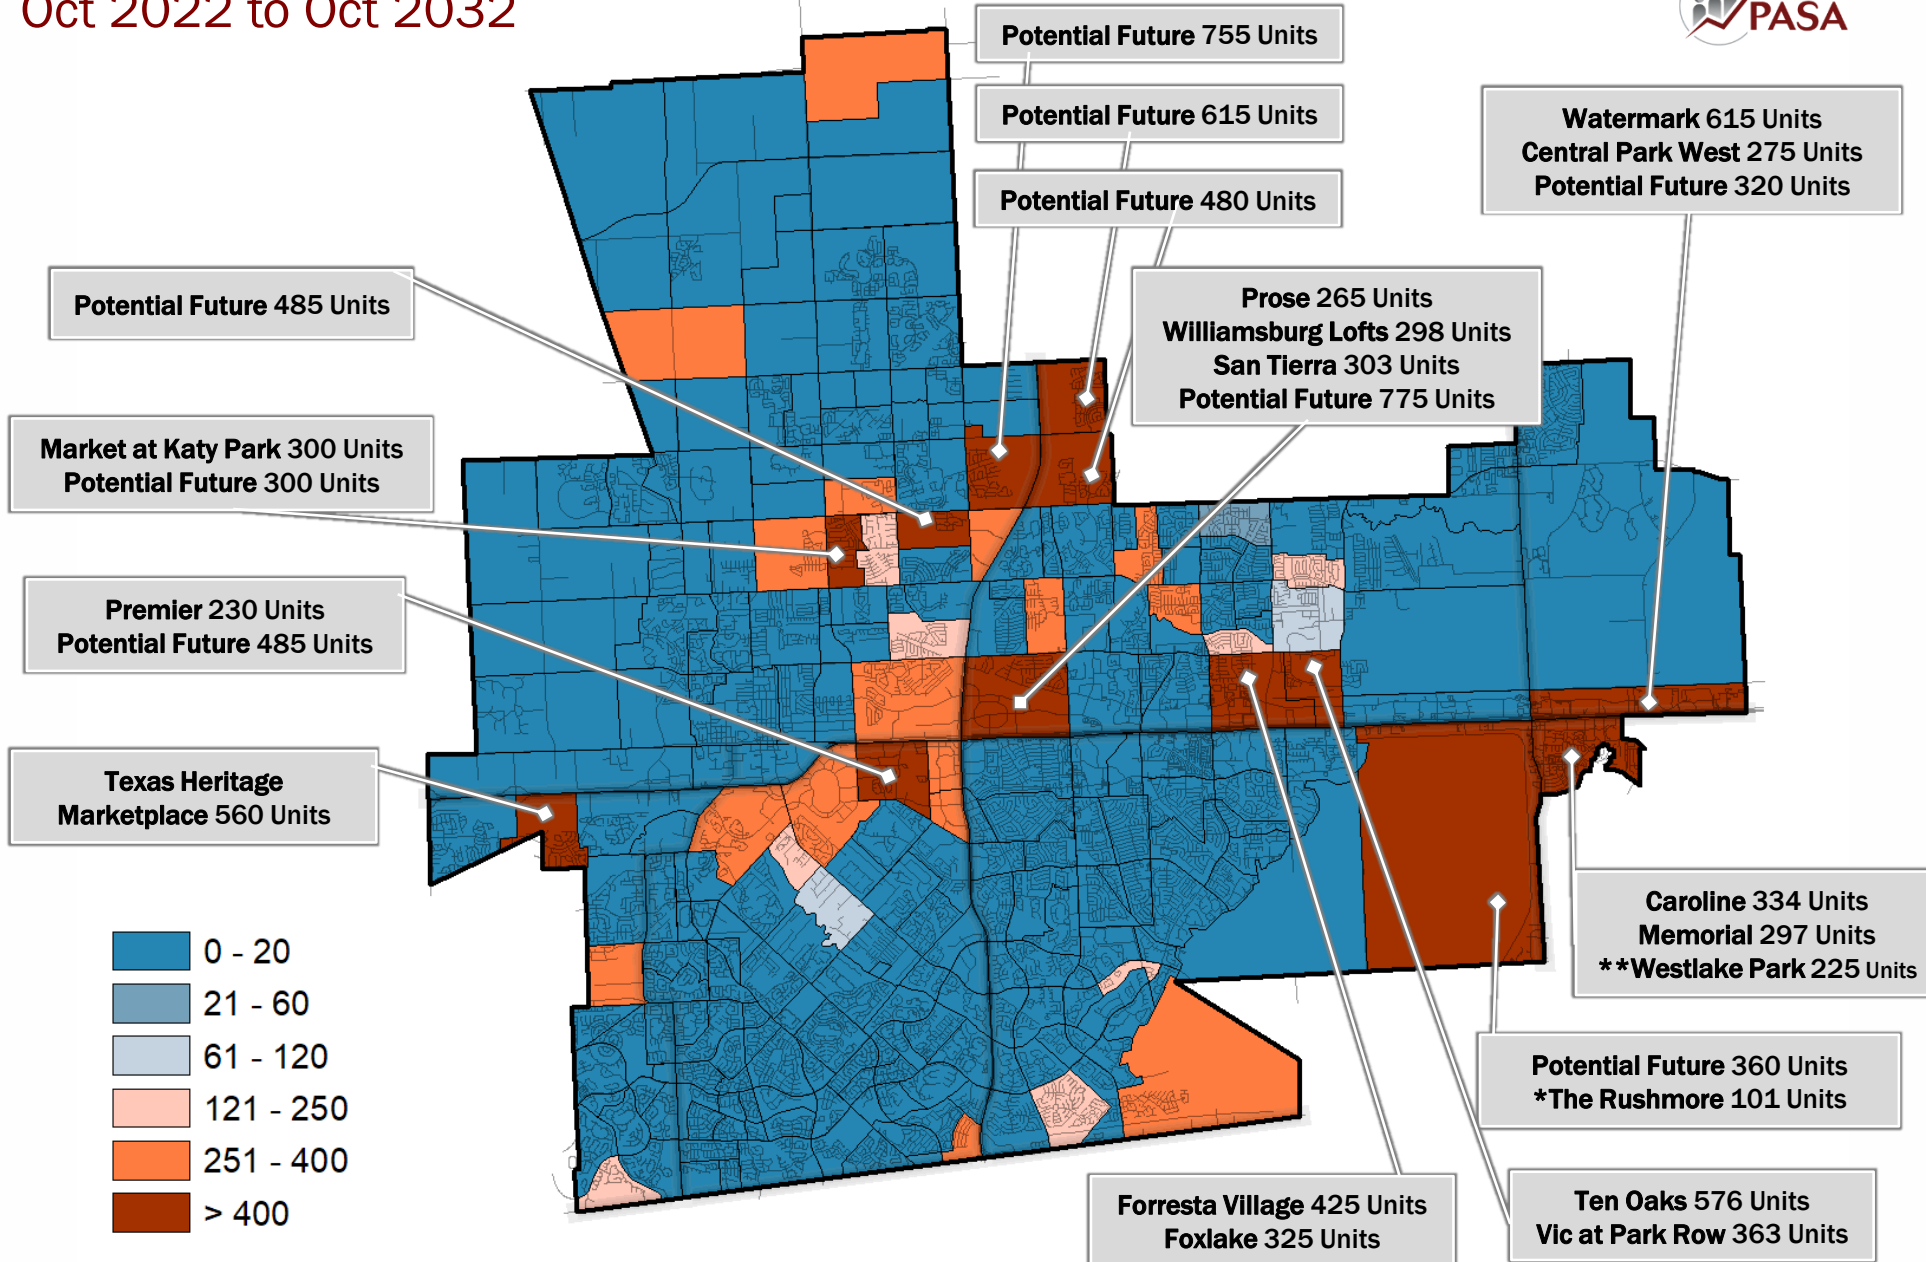 Oct 2022 to Oct 2032
PASA
Potential Future 755 Units
Potential Future 615 Units
Potential Future 480 Units
Watermark 615 Units
Central Park West 275 Units
Potential Future 320 Units
Potential Future 485 Units
Prose 265 Units
Williamsburg Lofts 298 Units
San Tierra 303 Units
Potential Future 775 Units
Market at Katy Park 300 Units
Potential Future 300 Units
Premier 230 Units
Potential Future 485 Units
Texas Heritage
Marketplace 560 Units
Caroline 334 Units
Memorial 297 Units
**Westlake Park 225 Units
Potential Future 360 Units
*The Rushmore 101 Units
Forresta Village 425 Units
Foxlake 325 Units
Ten Oaks 576 Units
Vic at Park Row 363 Units
0 - 20
21 - 60
61 - 120
121 - 250
251 - 400
> 400